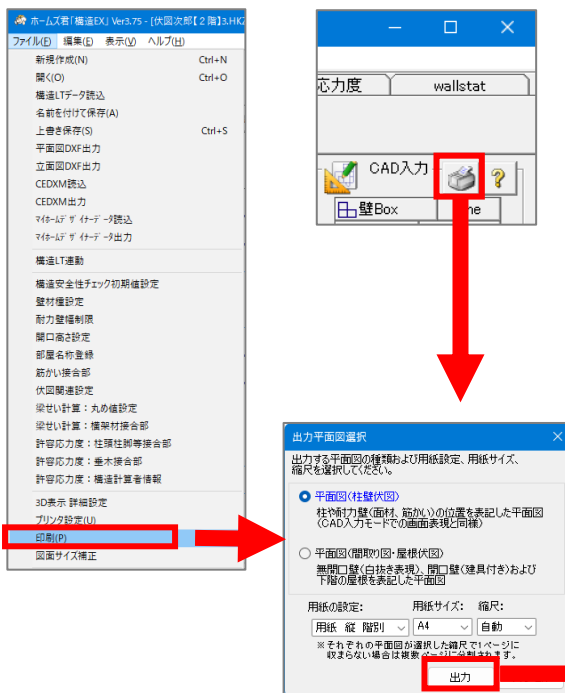 ホームズ君「構造EX」Ver3.75 - [伏図次郎【２階】3.HK
ファイル(F) 編集(E) 表示(V) ヘルプ(H)
新規作成(N) Ctrl+N
開く(O) Ctrl+O
構造LTデータ読込
名前を付けて保存(A)
上書き保存(S) Ctrl+S
平面図DXF出力
立面図DXF出力
CEDXM読込
CEDXM出力
ﾏｲﾎｰﾑﾃﾞｻﾞｲﾅｰﾃﾞｰﾀ読込
ﾏｲﾎｰﾑﾃﾞｻﾞｲﾅｰﾃﾞｰﾀ出力
構造LT連動
構造安全性チェック初期値設定
壁材種設定
耐力壁幅制限
開口高さ設定
部屋名称登録
筋かい接合部
伏図関連設定
梁せい計算：丸め値設定
梁せい計算：横架材接合部
許容応力度：柱頭柱脚等接合部
許容応力度：垂木接合部
許容応力度：構造計算者情報
3D表示 詳細設定
プリンタ設定(U)
印刷(P)
図面サイズ補正
応力度 wallstat
CAD入力
壁Box ne
出力平面図選択
出力する平面図の種類および用紙設定、用紙サイズ、
縮尺を選択してください。
平面図(柱壁伏図)
柱や耐力壁(面材、筋かい)の位置を表記した平面図
(CAD入力モードでの画面表現と同様)
平面図(間取り図・屋根伏図)
無開口壁(白抜き表現)、開口壁(建具付き)および
下階の屋根を表記した平面図
用紙の設定: 用紙サイズ: 縮尺:
用紙 縦 階別 A4 自動
※それぞれの平面図が選択した縮尺で1ページに
収まらない場合は複数ページに分割されます。
出力